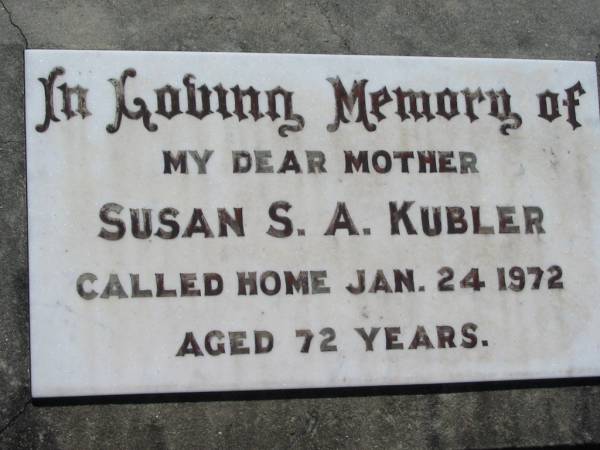 In Loving Memory of
MY DEAR MOTHER
SUSAN S. A. KUBLER
CALLED HOME JAN. 24 1972
AGED 72 YEARS.